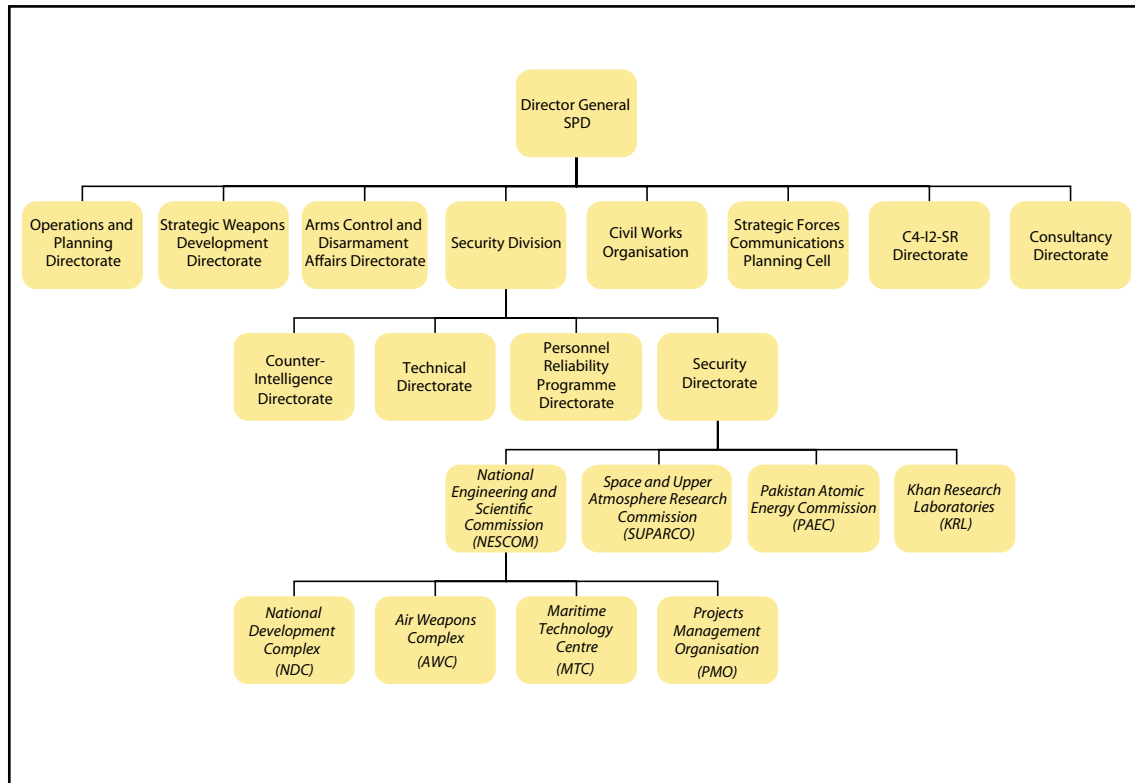 Director General
SPD
Operations and
Planning
Directorate
Strategic Weapons
Development
Directorate
Arms Control and
Disarmament
Affairs Directorate
Security Division
Civil Works
Organisation
Strategic Forces
Communications
Planning Cell
C4-I2-SR
Directorate
Consultancy
Directorate
Counter-
Intelligence
Directorate
Technical
Directorate
Personnel
Reliability
Programme
Directorate
Security
Directorate
National
Engineering and
Scientific
Commission
(NESCOM)
Space and Upper
Atmosphere Research
Commission
(SUPARCO)
Pakistan Atomic
Energy Commission
(PAEC)
Khan Research
Laboratories
(KRL)
National
Development
Complex
(NDC)
Air Weapons
Complex
(AWC)
Maritime
Technology
Centre
(MTC)
Projects
Management
Organisation
(PMO)